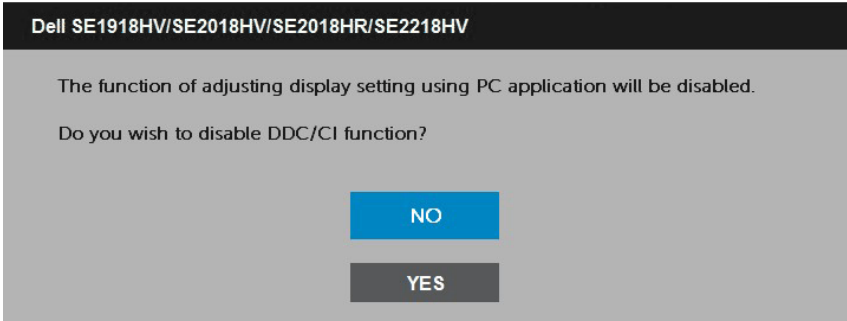 Dell SE1918HV/SE2018HV/SE2018HR/SE2218HV
The function of adjusting display setting using PC application will be disabled.
Do you wish to disable DDC/CI function?
NO
YES